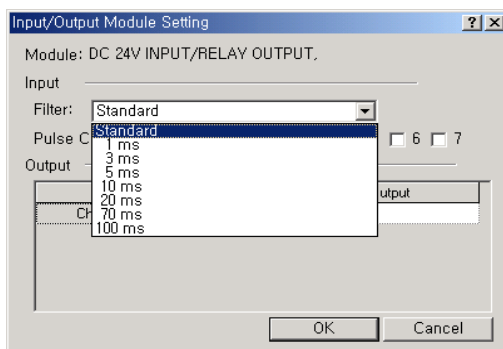 Input/Output Module Setting
Module: DC 24V INPUT/RELAY OUTPUT,
Input
Filter: Standard
Standard
1 ms
Pulse C 6 7
3 ms
5 ms
Output
10 ms
utput
20 ms
Ch
70 ms
100 ms
OK Cancel